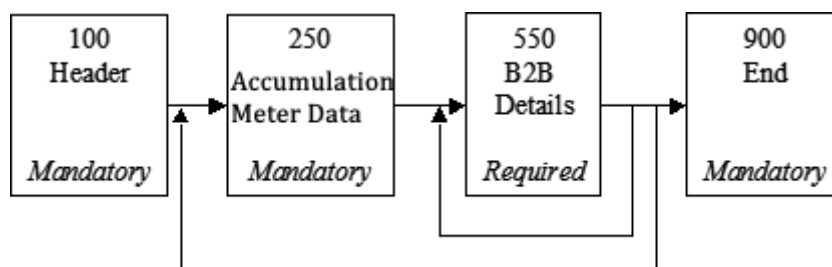 100
Header
Mandatory
250
Accumulation
Meter Data
Mandatory
550
B2B
Details
Required
900
End
Mandatory